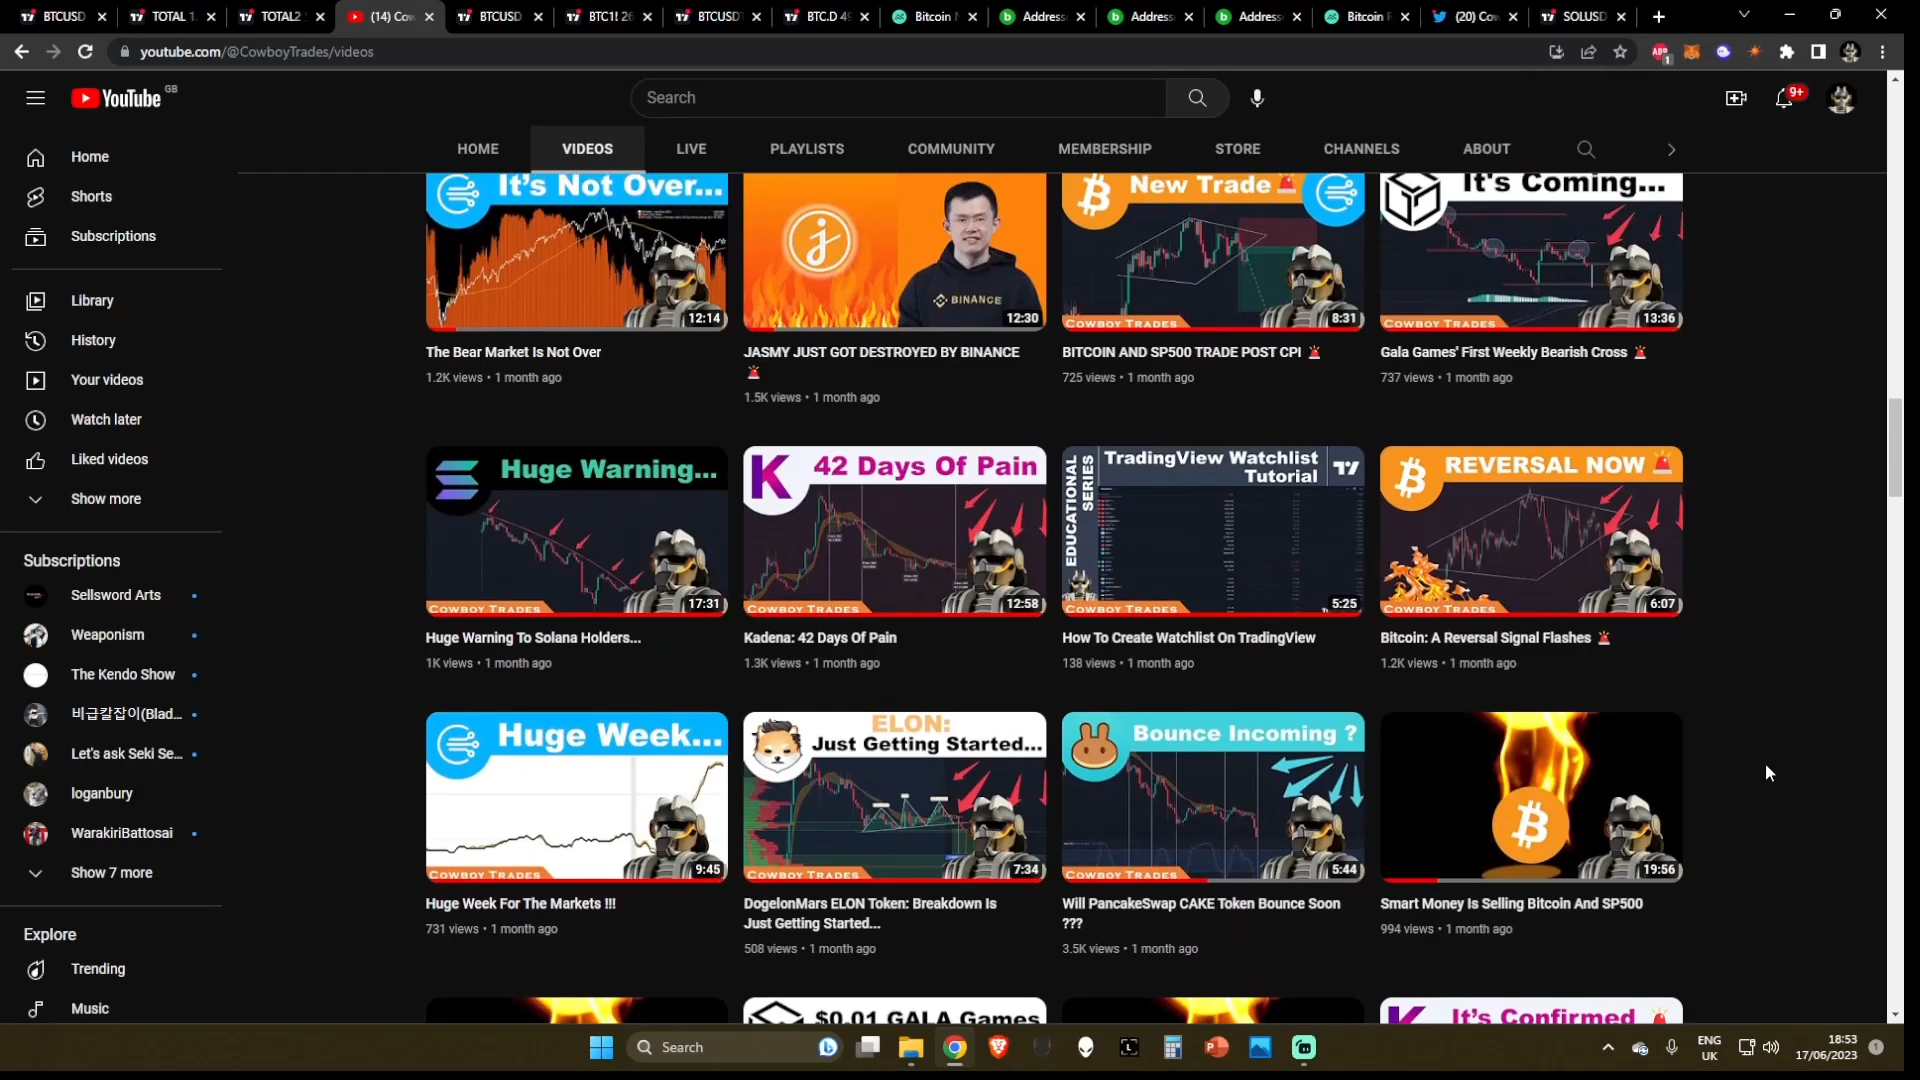 BTCUSD
TOTAL 1.
TOTAL2
(14) Cow
BTCUSD
BTC1! 26
BTCUSDT
BTC.D 49
Bitcoin
Address
Address
Address
Bitcoin
(20) Cow
SOLUSD
youtube.com/@CowboyTrades/videos
YouTube GB
Search
9+
HOME
VIDEOS
LIVE
PLAYLISTS
COMMUNITY
MEMBERSHIP
STORE
CHANNELS
ABOUT
Home
Shorts
Subscriptions
Library
History
Your videos
Watch later
Liked videos
Show more
Subscriptions
Sellsword Arts
Weaponism
The Kendo Show
비급칼잡이(Blad...
Let's ask Seki Se...
loganbury
WarakiriBattosai
Show 7 more
Explore
Trending
Music
It's Not Over...
12:14
The Bear Market Is Not Over
1.2K views • 1 month ago
BINANCE
12:30
JASMY JUST GOT DESTROYED BY BINANCE
🚨
1.5K views • 1 month ago
New Trade🚨
COWBOY TRADES
8:31
BITCOIN AND SP500 TRADE POST CPI 🚨
725 views • 1 month ago
It's Coming...
COWBOY TRADES
13:36
Gala Games' First Weekly Bearish Cross 🚨
737 views • 1 month ago
Huge Warning...
COWBOY TRADES
17:31
Huge Warning To Solana Holders...
1K views • 1 month ago
42 Days Of Pain
COWBOY TRADES
12:58
Kadena: 42 Days Of Pain
1.3K views • 1 month ago
EDUCATIONAL
SERIES
TradingView Watchlist
Tutorial
5:25
How To Create Watchlist On TradingView
138 views • 1 month ago
REVERSAL NOW 🚨
COWBOY TRADES
6:07
Bitcoin: A Reversal Signal Flashes 🚨
1.2K views • 1 month ago
Huge Week...
COWBOY TRADES
9:45
Huge Week For The Markets !!!
731 views • 1 month ago
ELON:
Just Getting Started...
COWBOY TRADES
7:34
DogelonMars ELON Token: Breakdown Is
Just Getting Started...
508 views • 1 month ago
Bounce Incoming ?
COWBOY TRADES
5:44
Will PancakeSwap CAKE Token Bounce Soon
???
3.5K views • 1 month ago
19:56
Smart Money Is Selling Bitcoin And SP500
994 views • 1 month ago
$0.01 GALA Games
It's Confirmed 🚨
Search
ENG
UK
18:53
17/06/2023
1